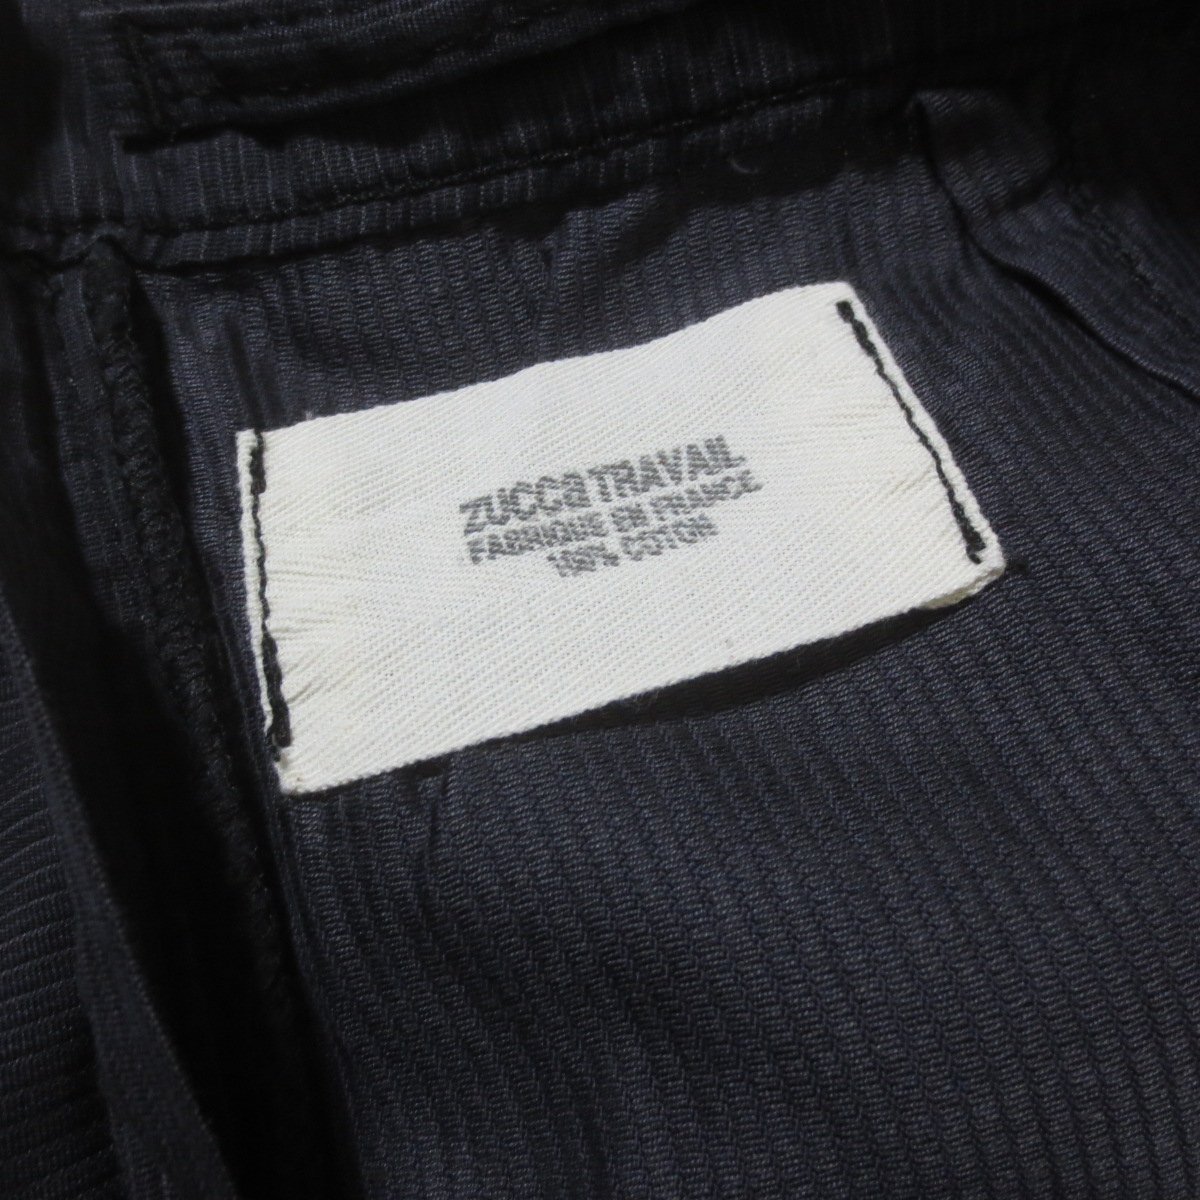 ZUCCa TRAVAIL
FABRIQUE EN FRANCE
100% COTON